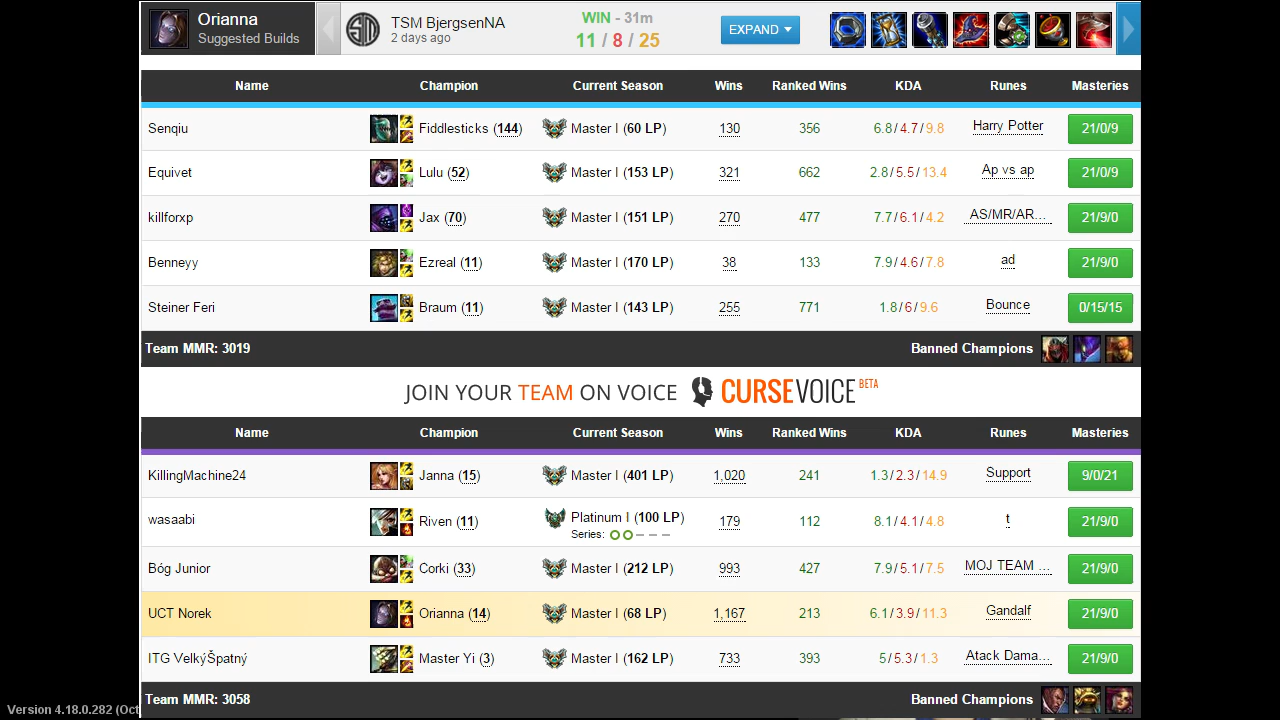 Orianna
Suggested Builds
TSM BjergsenNA
2 days ago
WIN - 31m
11 / 8 / 25
EXPAND
Name Champion Current Season Wins Ranked Wins KDA Runes Masteries
Senqiu Fiddlesticks (144) Master I (60 LP) 130 356 6.8/4.7/9.8 Harry Potter 21/0/9
Equivet Lulu (52) Master I (153 LP) 321 662 2.8/5.5/13.4 Ap vs ap 21/0/9
killforxp Jax (70) Master I (151 LP) 270 477 7.7/6.1/4.2 AS/MR/AR... 21/9/0
Benneyy Ezreal (11) Master I (170 LP) 38 133 7.9/4.6/7.8 ad 21/9/0
Steiner Feri Braum (11) Master I (143 LP) 255 771 1.8/6/9.6 Bounce 0/15/15
Team MMR: 3019 Banned Champions
JOIN YOUR TEAM ON VOICE CURSEVOICE BETA
Name Champion Current Season Wins Ranked Wins KDA Runes Masteries
KillingMachine24 Janna (15) Master I (401 LP) 1,020 241 1.3/2.3/14.9 Support 9/0/21
wasaabi Riven (11) Platinum I (100 LP) 179 112 8.1/4.1/4.8 t 21/9/0
Series:
Bóg Junior Corki (33) Master I (212 LP) 993 427 7.9/5.1/7.5 MOJ TEAM ... 21/9/0
UCT Norek Orianna (14) Master I (68 LP) 1,167 213 6.1/3.9/11.3 Gandalf 21/9/0
ITG VelkýŠpatný Master Yi (3) Master I (162 LP) 733 393 5/5.3/1.3 Atack Dama... 21/9/0
Team MMR: 3058 Banned Champions
Version 4.18.0.282 (Oct